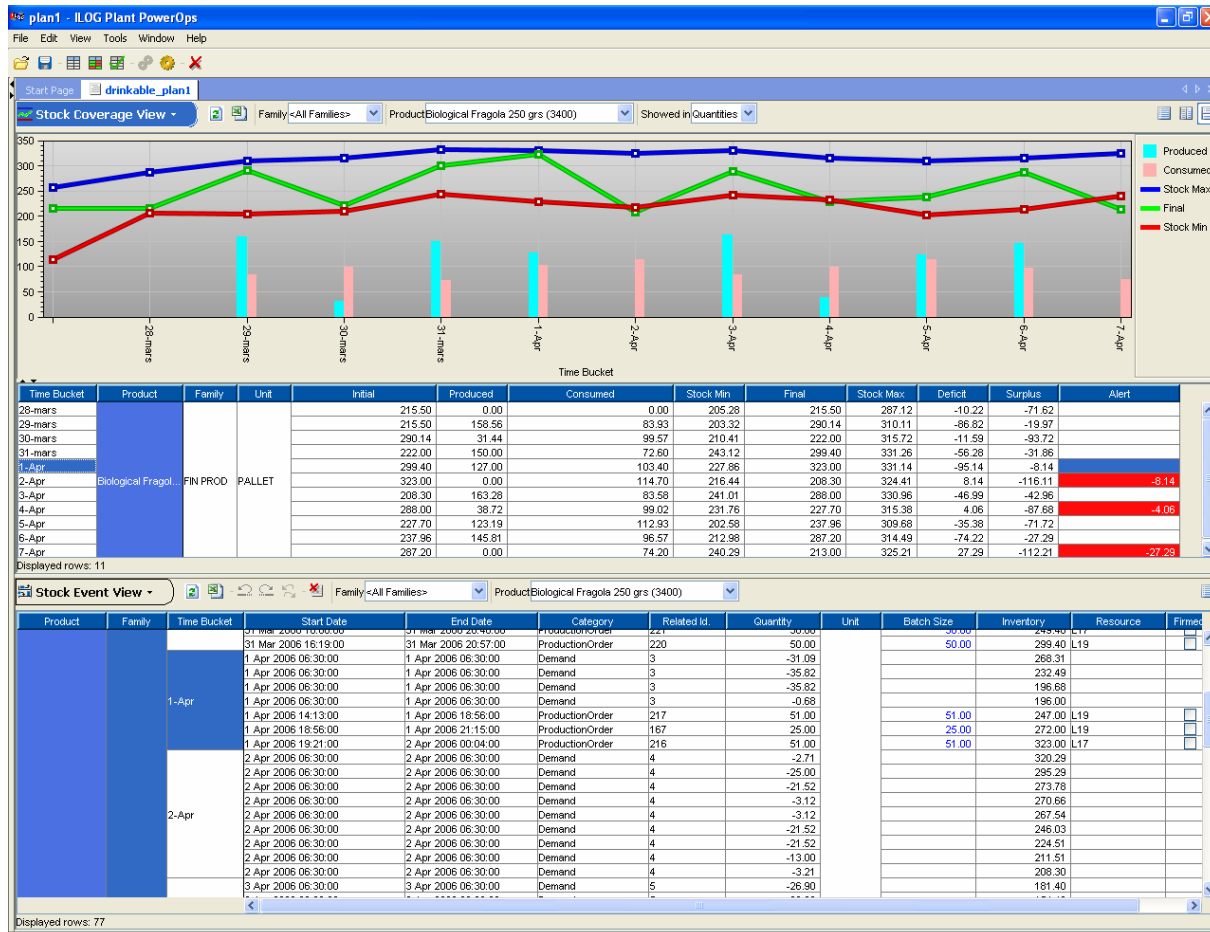 plan1 - ILOG Plant PowerOps
File Edit View Tools Window Help
Start Page drinkable_plan1
Stock Coverage View Family <All Families> Product Biological Fragola 250 grs (3400) Showed in Quantities
350
300
250
200
150
100
50
0
28-mars 29-mars 30-mars 31-mars 1-Apr 2-Apr 3-Apr 4-Apr 5-Apr 6-Apr 7-Apr
Time Bucket
Produced
Consumed
Stock Max
Final
Stock Min
Time Bucket Product Family Unit Initial Produced Consumed Stock Min Final Stock Max Deficit Surplus Alert
28-mars 215.50 0.00 0.00 205.28 215.50 287.12 -10.22 -71.62
29-mars 215.50 158.56 83.93 203.32 290.14 310.11 -86.82 -19.97
30-mars 290.14 31.44 99.57 210.41 222.00 315.72 -11.59 -93.72
31-mars 222.00 150.00 72.60 243.12 299.40 331.26 -56.28 -31.86
1-Apr 299.40 127.00 103.40 227.86 323.00 331.14 -95.14 -8.14
2-Apr Biological Fragol... FIN PROD PALLET 323.00 0.00 114.70 216.44 208.30 324.41 8.14 -116.11 -8.14
3-Apr 208.30 163.28 83.58 241.01 288.00 330.96 -46.99 -42.96
4-Apr 288.00 38.72 99.02 231.76 227.70 315.38 4.06 -87.68 -4.06
5-Apr 227.70 123.19 112.93 202.58 237.96 309.68 -35.38 -71.72
6-Apr 237.96 145.81 96.57 212.98 287.20 314.49 -74.22 -27.29
7-Apr 287.20 0.00 74.20 240.29 213.00 325.21 27.29 -112.21 -27.29
Displayed rows: 11
Stock Event View Family <All Families> Product Biological Fragola 250 grs (3400)
Product Family Time Bucket Start Date End Date Category Related Id. Quantity Unit Batch Size Inventory Resource Firmed
31 Mar 2006 16:19:00 31 Mar 2006 20:57:00 ProductionOrder 220 50.00 50.00 299.40 L19
1 Apr 2006 06:30:00 1 Apr 2006 06:30:00 Demand 3 -31.09 268.31
1 Apr 2006 06:30:00 1 Apr 2006 06:30:00 Demand 3 -35.82 232.49
1 Apr 2006 06:30:00 1 Apr 2006 06:30:00 Demand 3 -35.82 196.68
1-Apr 1 Apr 2006 06:30:00 1 Apr 2006 06:30:00 Demand 3 -0.68 196.00
1 Apr 2006 14:13:00 1 Apr 2006 18:56:00 ProductionOrder 217 51.00 51.00 247.00 L19
1 Apr 2006 18:56:00 1 Apr 2006 21:15:00 ProductionOrder 167 25.00 25.00 272.00 L19
1 Apr 2006 19:21:00 2 Apr 2006 00:04:00 ProductionOrder 216 51.00 51.00 323.00 L17
2 Apr 2006 06:30:00 2 Apr 2006 06:30:00 Demand 4 -2.71 320.29
2 Apr 2006 06:30:00 2 Apr 2006 06:30:00 Demand 4 -25.00 295.29
2 Apr 2006 06:30:00 2 Apr 2006 06:30:00 Demand 4 -21.52 273.78
2 Apr 2006 06:30:00 2 Apr 2006 06:30:00 Demand 4 -3.12 270.66
2-Apr 2 Apr 2006 06:30:00 2 Apr 2006 06:30:00 Demand 4 -3.12 267.54
2 Apr 2006 06:30:00 2 Apr 2006 06:30:00 Demand 4 -21.52 246.03
2 Apr 2006 06:30:00 2 Apr 2006 06:30:00 Demand 4 -21.52 224.51
2 Apr 2006 06:30:00 2 Apr 2006 06:30:00 Demand 4 -13.00 211.51
2 Apr 2006 06:30:00 2 Apr 2006 06:30:00 Demand 4 -3.21 208.30
3 Apr 2006 06:30:00 3 Apr 2006 06:30:00 Demand 5 -26.90 181.40
Displayed rows: 77